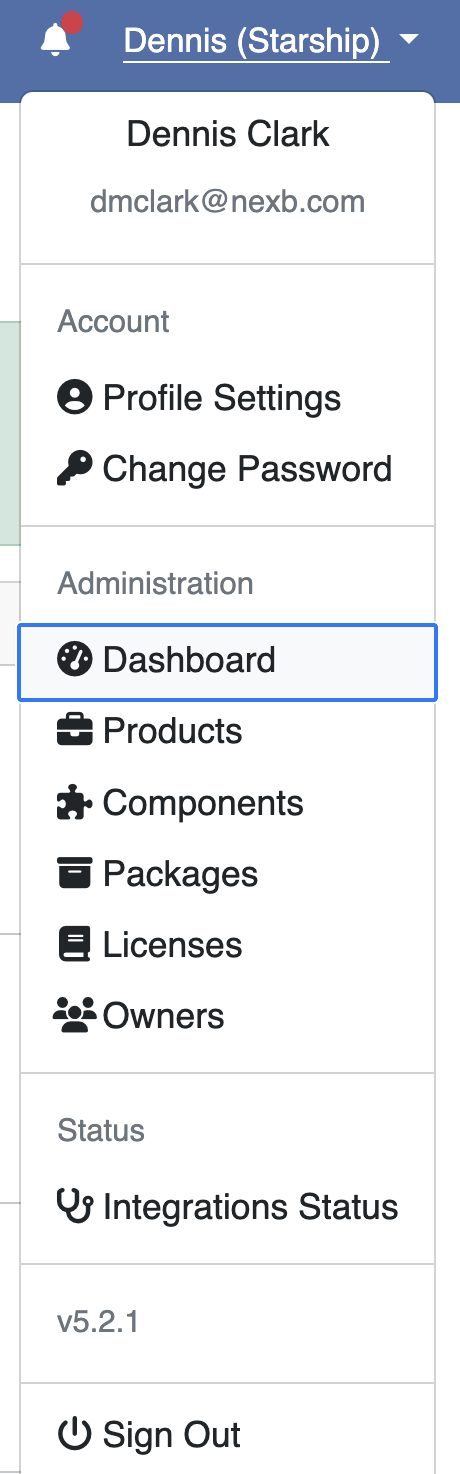 Dennis (Starship)
Dennis Clark
dmclark@nexb.com
Account
Profile Settings
Change Password
Administration
Dashboard
Products
Components
Packages
Licenses
Owners
Status
Integrations Status
v5.2.1
Sign Out